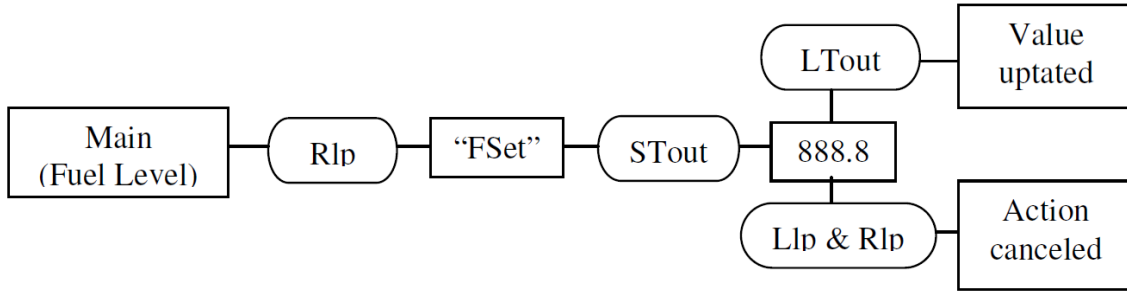 Main
(Fuel Level)
Rlp
“FSet”
STout
888.8
LTout
Value
uptated
Llp & Rlp
Action
canceled